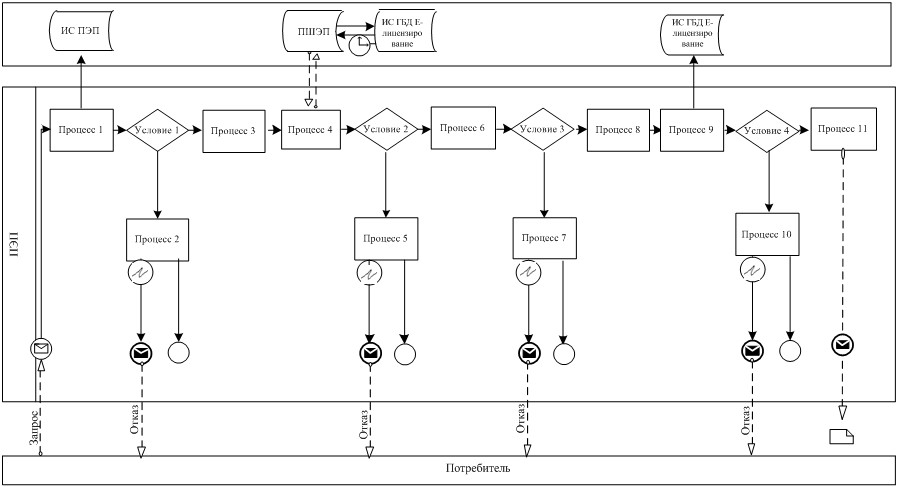 ИС ПЭП
ПШЭП
ИС ГБД Е-
лицензиро
вание
ИС ГБД Е-
лицензиро
вание
ПЭП
Процесс 1
Условие 1
Процесс 3
Процесс 4
Условие 2
Процесс 6
Условие 3
Процесс 8
Процесс 9
Условие 4
Процесс 11
Процесс 2
Процесс 5
Процесс 7
Процесс 10
Запрос
Отказ
Отказ
Отказ
Отказ
Потребитель